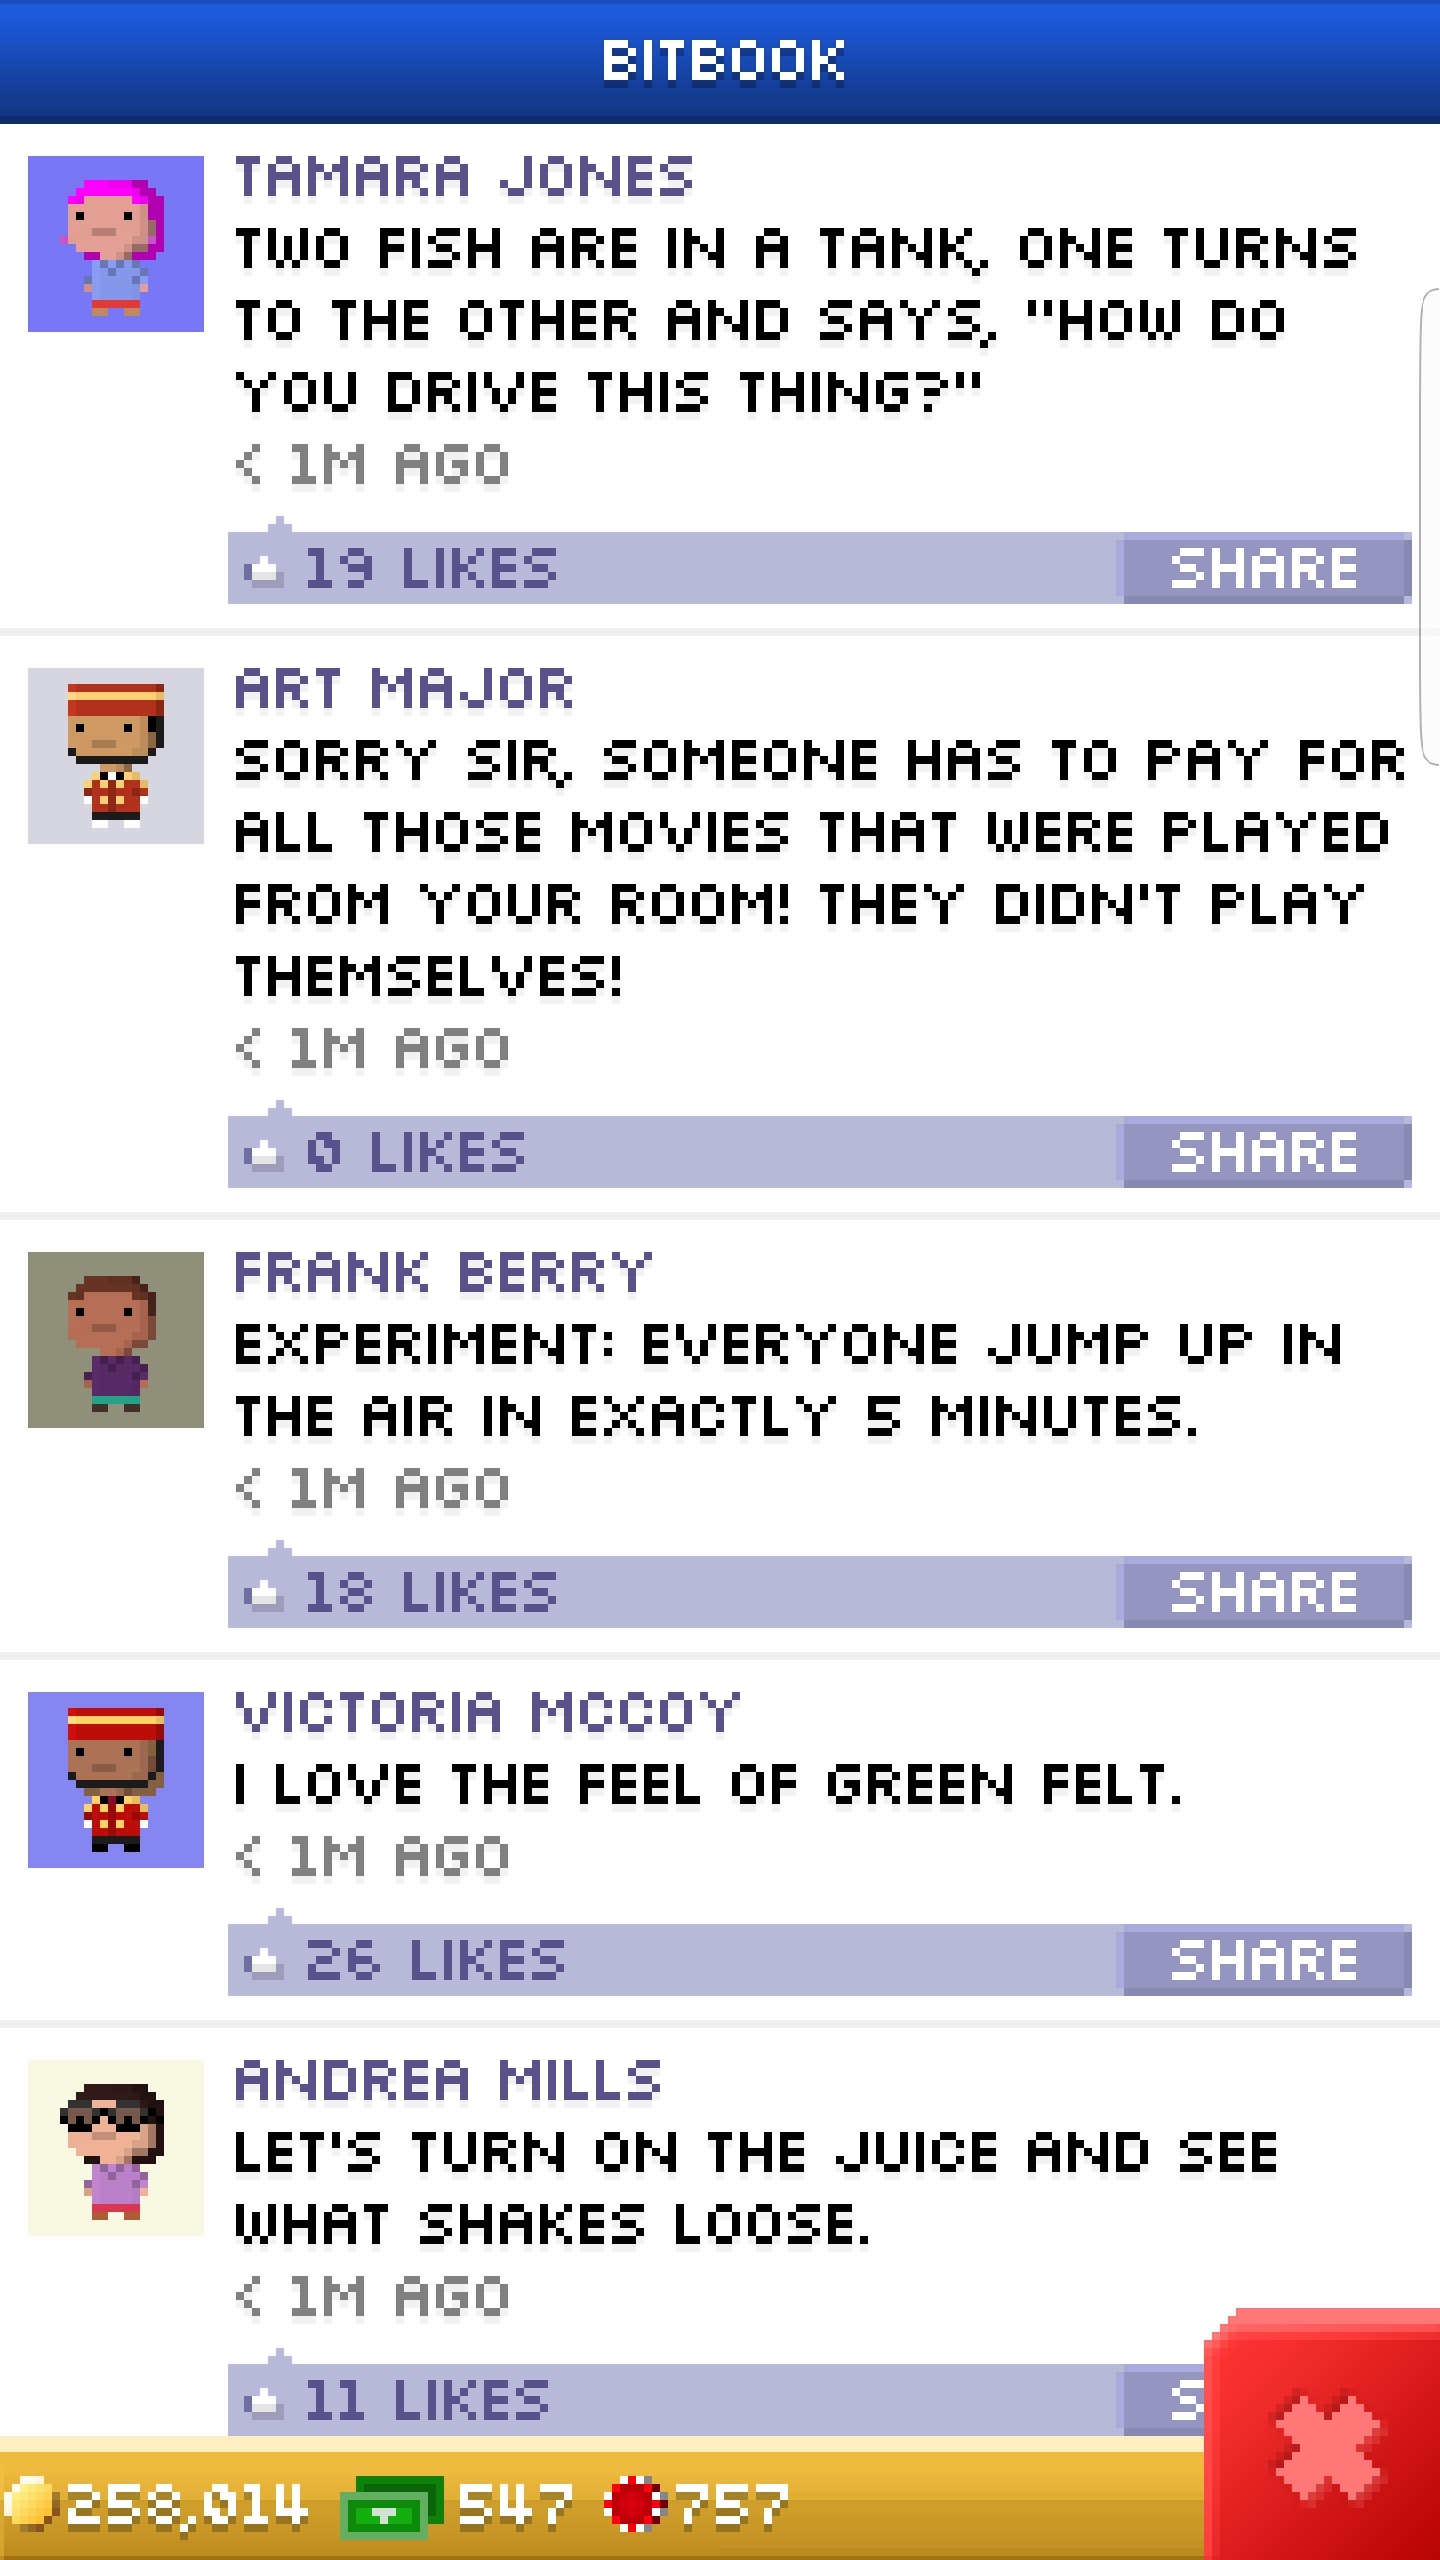 BITBOOK
TAMARA JONES
TWO FISH ARE IN A TANK, ONE TURNS
TO THE OTHER AND SAYS, "HOW DO
YOU DRIVE THIS THING?"
< 1M AGO
19 LIKES SHARE
ART MAJOR
SORRY SIR, SOMEONE HAS TO PAY FOR
ALL THOSE MOVIES THAT WERE PLAYED
FROM YOUR ROOM! THEY DIDN'T PLAY
THEMSELVES!
< 1M AGO
0 LIKES SHARE
FRANK BERRY
EXPERIMENT: EVERYONE JUMP UP IN
THE AIR IN EXACTLY 5 MINUTES.
< 1M AGO
18 LIKES SHARE
VICTORIA MCCOY
I LOVE THE FEEL OF GREEN FELT.
< 1M AGO
26 LIKES SHARE
ANDREA MILLS
LET'S TURN ON THE JUICE AND SEE
WHAT SHAKES LOOSE.
< 1M AGO
11 LIKES S
258,014 547 757